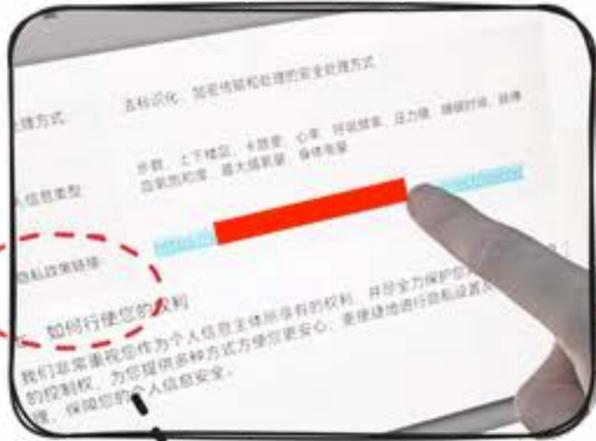 处理方式
去标识化、加密传输和处理的安全处理方式
人信息类型
步数、上下楼层、卡路里、心率、呼吸频率、压力值、睡眠时间、
血氧饱和度、最大摄氧量、身体电量
隐私政策链接
https://
如何行使您的权利
我们非常重视您作为个人信息主体所享有的权利，并尽全力保护您
的控制权，为您提供多种方式方便您更安心、更便捷地进行隐私设置及
理，保障您的个人信息安全。